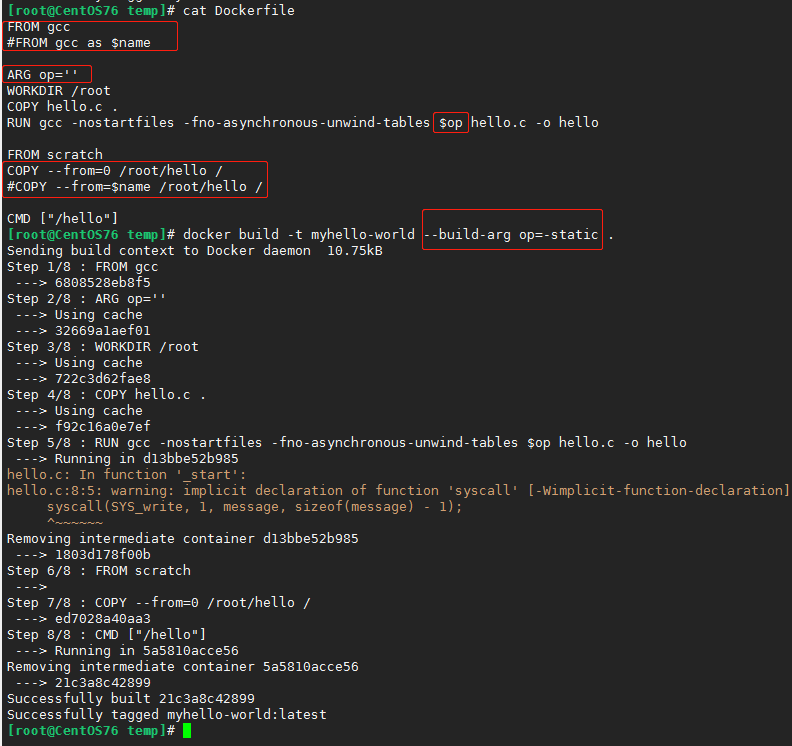 [root@CentOS76 temp]# cat Dockerfile
FROM gcc
#FROM gcc as $name
ARG op=''
WORKDIR /root
COPY hello.c .
RUN gcc -nostartfiles -fno-asynchronous-unwind-tables $op hello.c -o hello
FROM scratch
COPY --from=0 /root/hello /
#COPY --from=$name /root/hello /
CMD ["/hello"]
[root@CentOS76 temp]# docker build -t myhello-world --build-arg op=-static .
Sending build context to Docker daemon  10.75kB
Step 1/8 : FROM gcc
 ---> 6808528eb8f5
Step 2/8 : ARG op=''
 ---> Using cache
 ---> 32669a1aef01
Step 3/8 : WORKDIR /root
 ---> Using cache
 ---> 722c3d62fae8
Step 4/8 : COPY hello.c .
 ---> Using cache
 ---> f92c16a0e7ef
Step 5/8 : RUN gcc -nostartfiles -fno-asynchronous-unwind-tables $op hello.c -o hello
 ---> Running in d13bbe52b985
hello.c: In function '_start':
hello.c:8:5: warning: implicit declaration of function 'syscall' [-Wimplicit-function-declaration]
     syscall(SYS_write, 1, message, sizeof(message) - 1);
     ^~~~~~~
Removing intermediate container d13bbe52b985
 ---> 1803d178f00b
Step 6/8 : FROM scratch
 --->
Step 7/8 : COPY --from=0 /root/hello /
 ---> ed7028a40aa3
Step 8/8 : CMD ["/hello"]
 ---> Running in 5a5810acce56
Removing intermediate container 5a5810acce56
 ---> 21c3a8c42899
Successfully built 21c3a8c42899
Successfully tagged myhello-world:latest
[root@CentOS76 temp]#